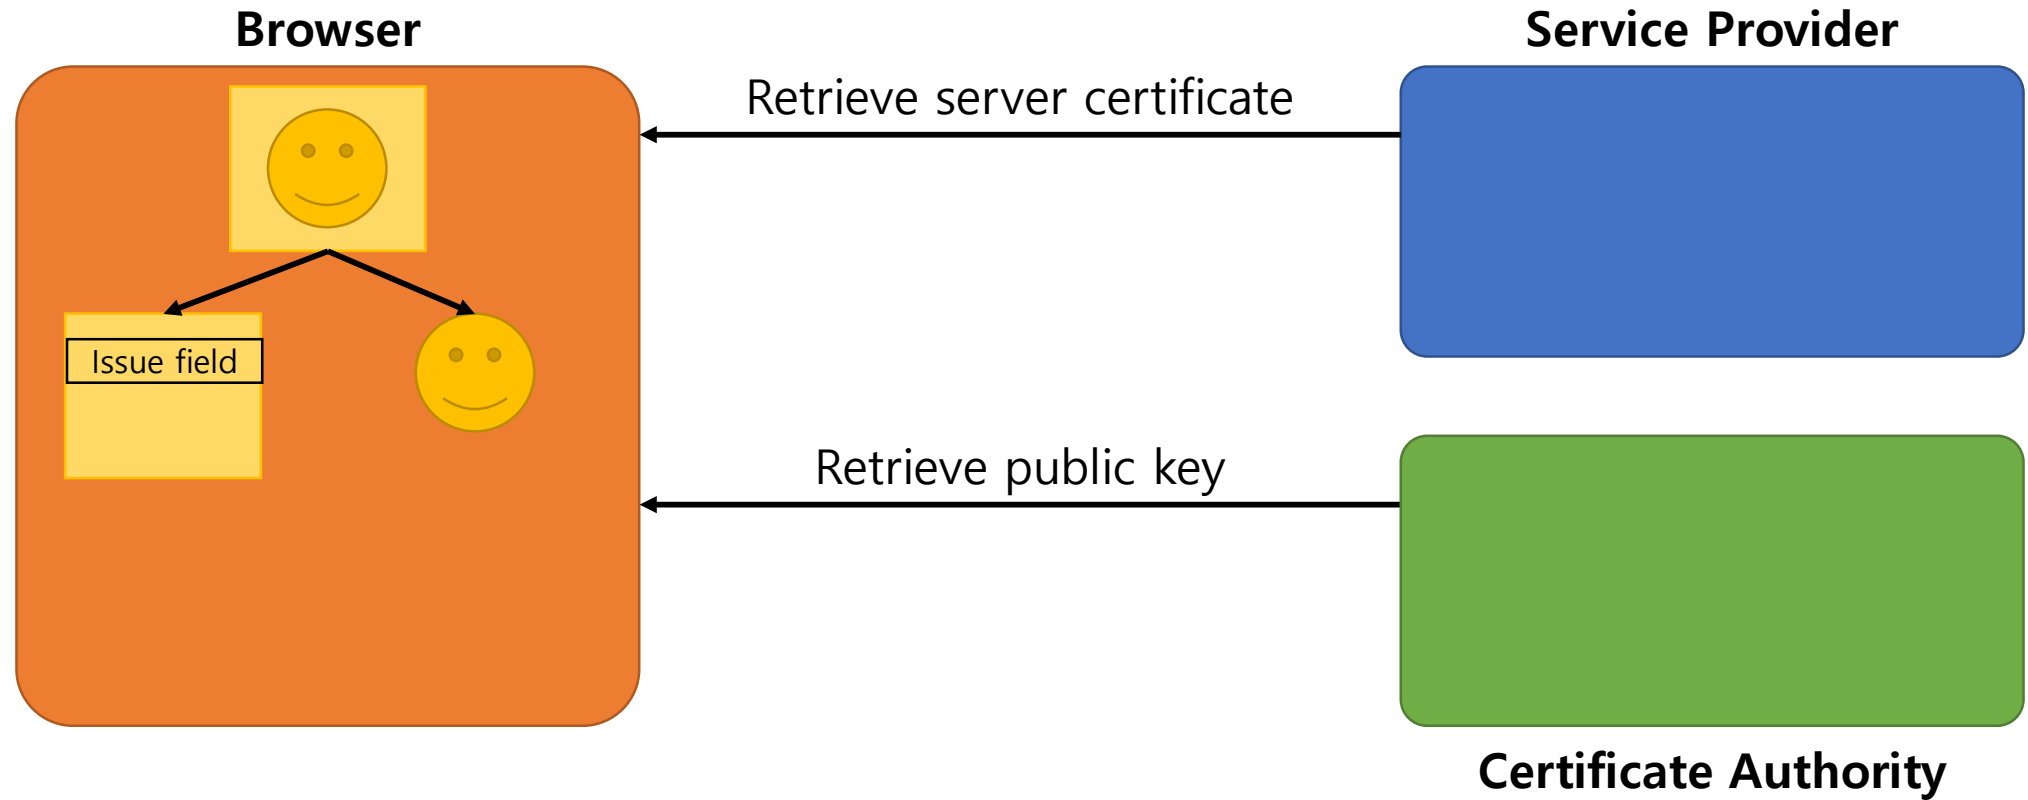 Browser
Service Provider
Retrieve server certificate
Issue field
Retrieve public key
Certificate Authority